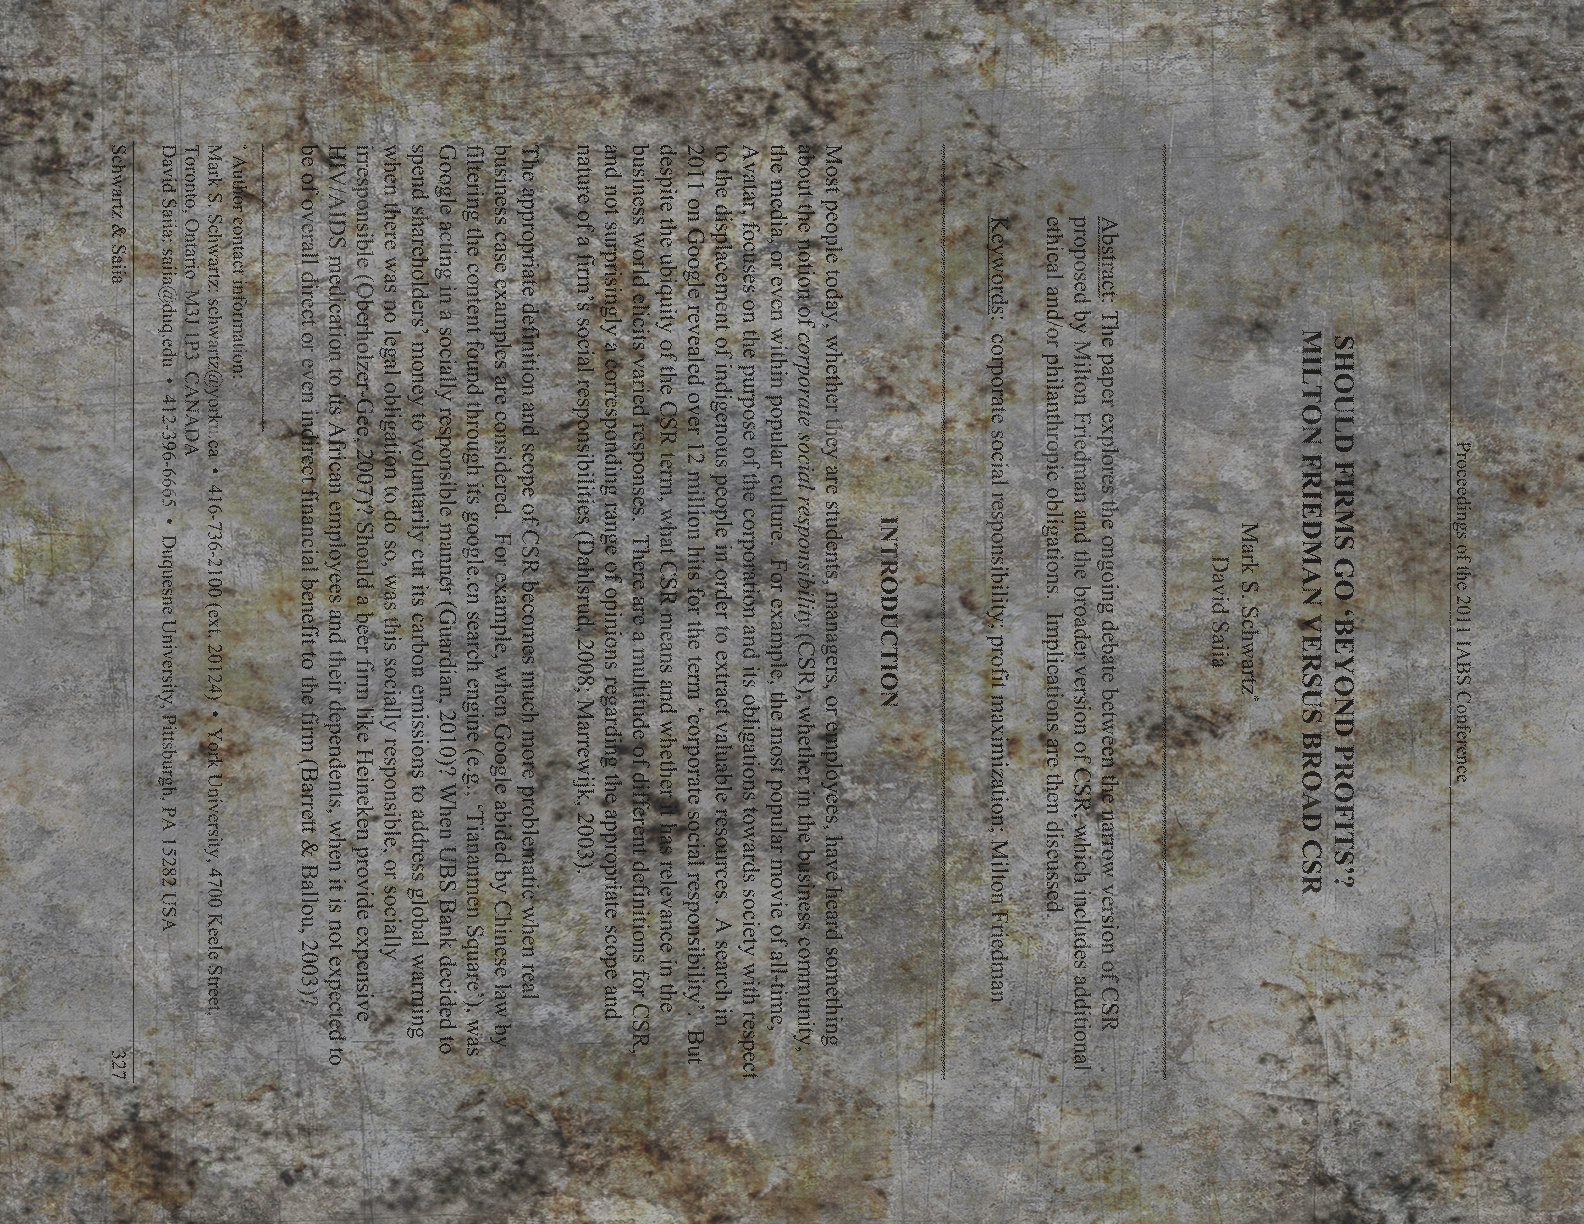 Proceedings of the 2011 IABS Conference
SHOULD FIRMS GO 'BEYOND PROFITS'?
MILTON FRIEDMAN VERSUS BROAD CSR
Mark S. Schwartz*
David Saiia
Abstract: The paper explores the ongoing debate between the narrow version of CSR
proposed by Milton Friedman and the broader version of CSR, which includes additional
ethical and/or philanthropic obligations. Implications are then discussed.
Keywords: corporate social responsibility; profit maximization; Milton Friedman
INTRODUCTION
Most people today, whether they are students, managers, or employees, have heard something
about the notion of corporate social responsibility (CSR), whether in the business community,
the media, or even within popular culture. For example, the most popular movie of all-time,
Avatar, focuses on the purpose of the corporation and its obligations towards society with respect
to the displacement of indigenous people in order to extract valuable resources. A search in
2011 on Google revealed over 12 million hits for the term 'corporate social responsibility'. But
despite the ubiquity of the CSR term, what CSR means and whether it has relevance in the
business world elicits varied responses. There are a multitude of different definitions for CSR,
and not surprisingly a corresponding range of opinions regarding the appropriate scope and
nature of a firm's social responsibilities (Dahlsrud, 2008; Marrewijk, 2003).
The appropriate definition and scope of CSR becomes much more problematic when real
business case examples are considered. For example, when Google abided by Chinese law by
filtering the content found through its google.cn search engine (e.g., 'Tiananmen Square'), was
Google acting in a socially responsible manner (Guardian, 2010)? When UBS Bank decided to
spend shareholders' money to voluntarily cut its carbon emissions to address global warming
when there was no legal obligation to do so, was this socially responsible, or socially
irresponsible (Oberholzer-Gee, 2007)? Should a beer firm like Heineken provide expensive
HIV/AIDS medication to its African employees and their dependents, when it is not expected to
be of overall direct or even indirect financial benefit to the firm (Barrett & Ballou, 2003)?
* Author contact information:
Mark S. Schwartz: schwartz@yorku.ca • 416-736-2100 (ext. 20124) • York University, 4700 Keele Street,
Toronto, Ontario M3J 1P3 CANADA
David Saiia: saiia@duq.edu • 412-396-6665 • Duquesne University, Pittsburgh, PA 15282 USA
Schwartz & Saiia 327